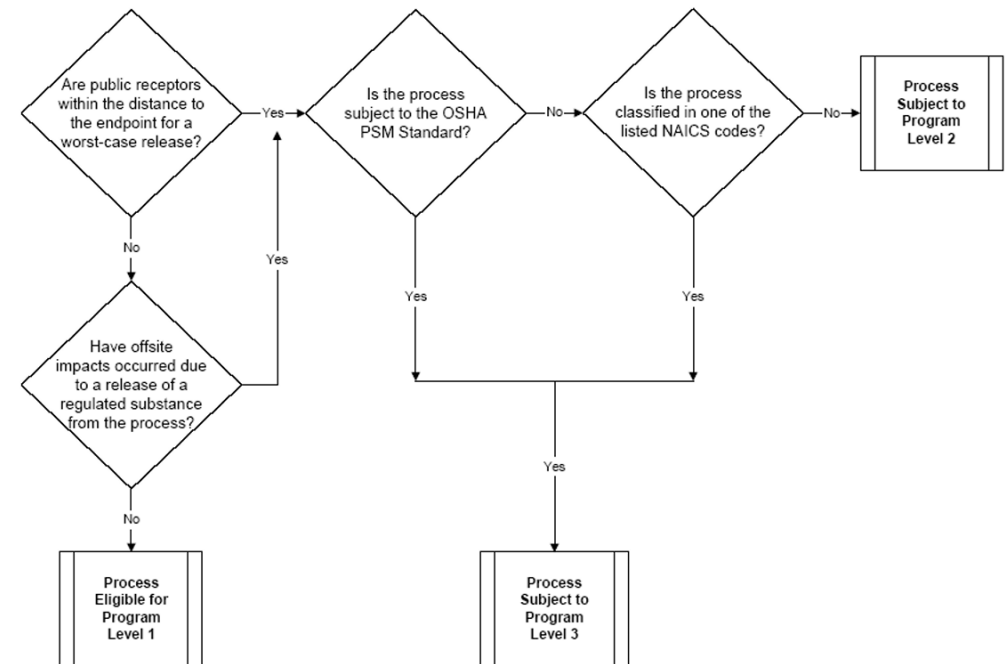 Are public receptors
within the distance to
the endpoint for a
worst-case release?
Yes
Is the process
subject to the OSHA
PSM Standard?
No
Is the process
classified in one of the
listed NAICS codes?
No
Process
Subject to
Program
Level 2
No
Yes
Yes
Yes
Have offsite
impacts occurred due
to a release of a
regulated substance
from the process?
Yes
No
Process
Eligible for
Program
Level 1
Process
Subject to
Program
Level 3